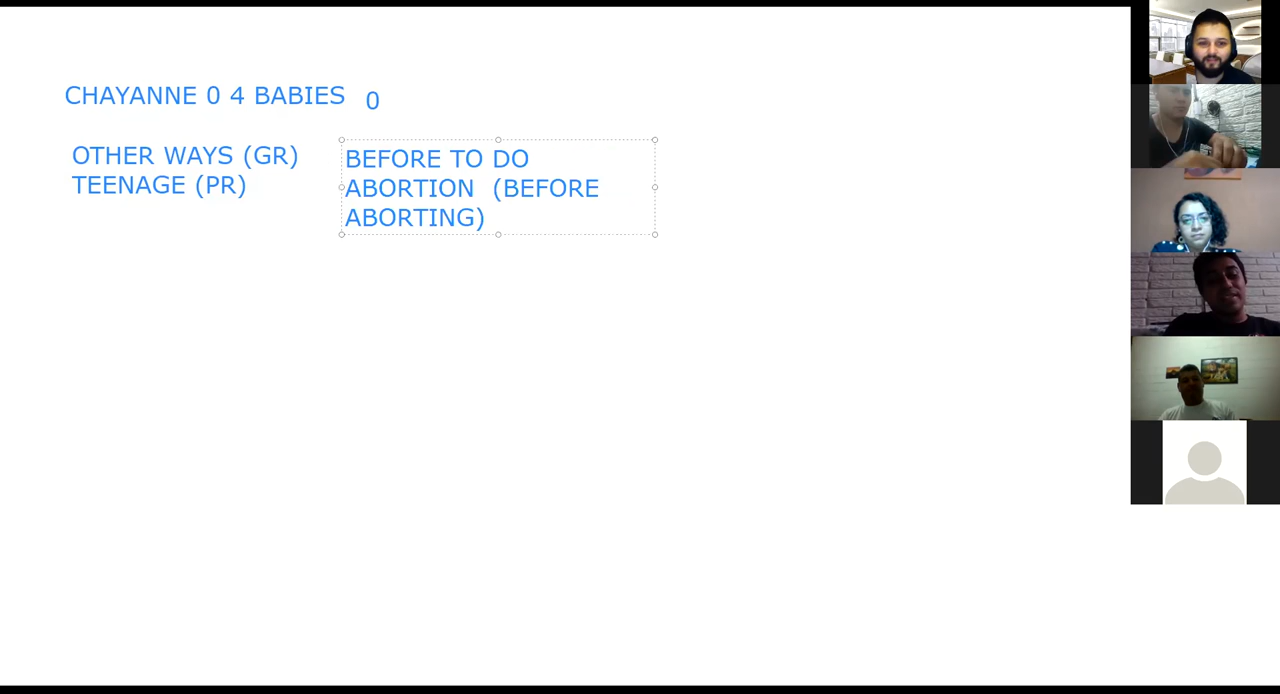 CHAYANNE 0 4 BABIES 0
OTHER WAYS (GR)
TEENAGE (PR)
BEFORE TO DO
ABORTION (BEFORE
ABORTING)